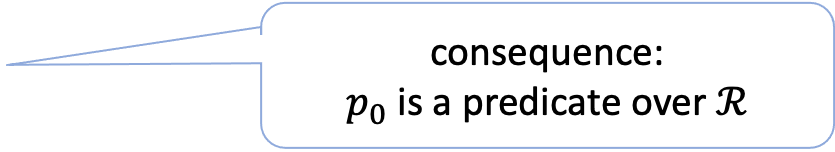 consequence:
𝑝₀ is a predicate over ℛ